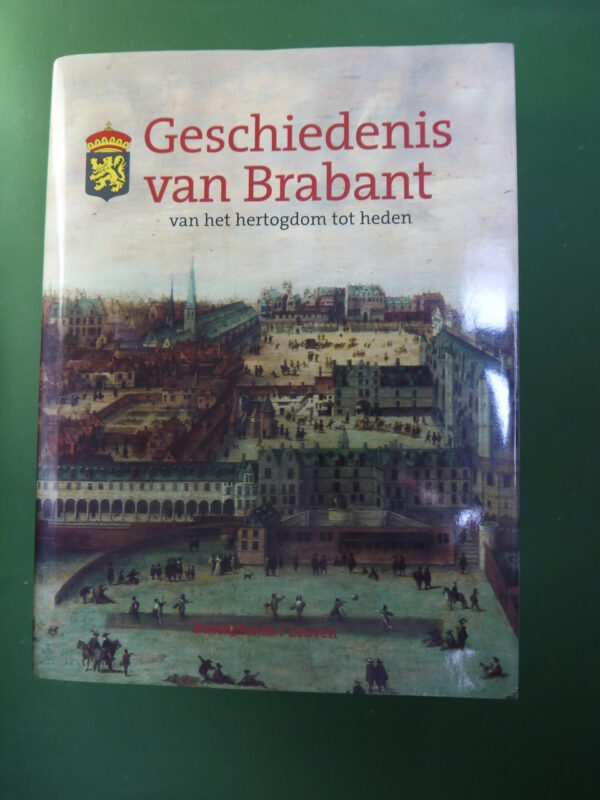 Geschiedenis
van Brabant
van het hertogdom tot heden
Davidsfonds / Leuven